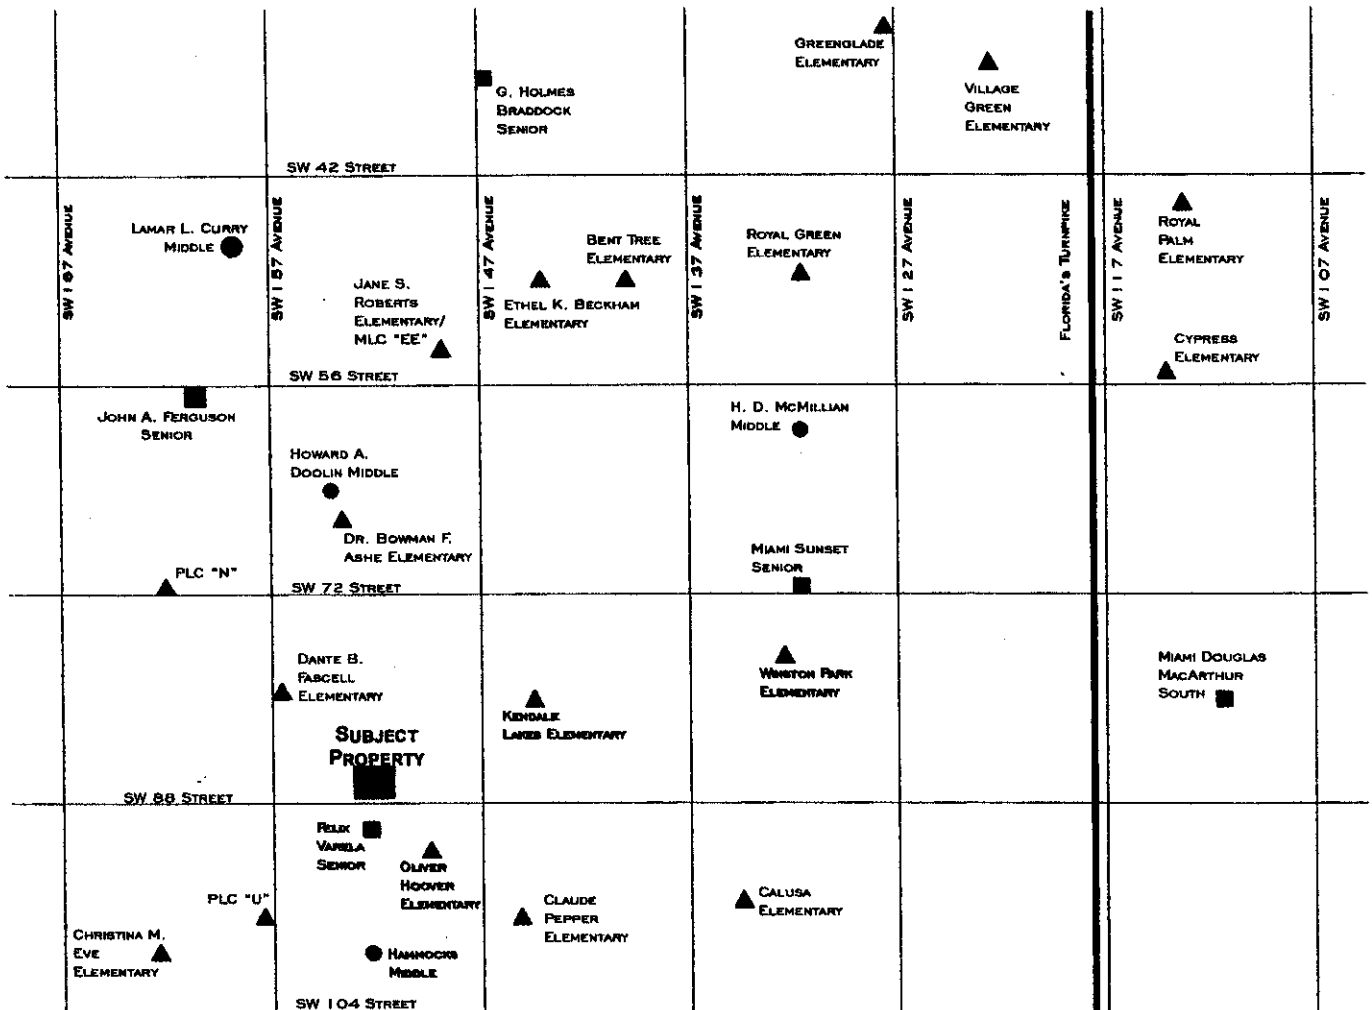 GREENGLADE
ELEMENTARY
VILLAGE
GREEN
ELEMENTARY
G. HOLMES
BRADDOCK
SENIOR
SW 42 STREET
SW 167 AVENUE
SW 157 AVENUE
SW 147 AVENUE
SW 137 AVENUE
SW 127 AVENUE
FLORIDA'S TURNPIKE
SW 117 AVENUE
SW 107 AVENUE
LAMAR L. CURRY
MIDDLE
JANE S.
ROBERTS
ELEMENTARY/
MLC "EE"
BENT TREE
ELEMENTARY
ETHEL K. BECKHAM
ELEMENTARY
ROYAL GREEN
ELEMENTARY
ROYAL
PALM
ELEMENTARY
CYPRESS
ELEMENTARY
SW 56 STREET
JOHN A. FERGUSON
SENIOR
H. D. MCMILLIAN
MIDDLE
HOWARD A.
DOOLIN MIDDLE
DR. BOWMAN F.
ASHE ELEMENTARY
MIAMI SUNSET
SENIOR
PLC "N"
SW 72 STREET
DANTE B.
FASCELL
ELEMENTARY
KENDALE
LAKES ELEMENTARY
WINSTON PARK
ELEMENTARY
MIAMI DOUGLAS
MACARTHUR
SOUTH
SUBJECT
PROPERTY
SW 88 STREET
FELIX
VARELA
SENIOR
OLIVER
HOOVER
ELEMENTARY
PLC "U"
CLAUDE
PEPPER
ELEMENTARY
CALUSA
ELEMENTARY
CHRISTINA M.
EVE
ELEMENTARY
HAMMOCKS
MIDDLE
SW 104 STREET